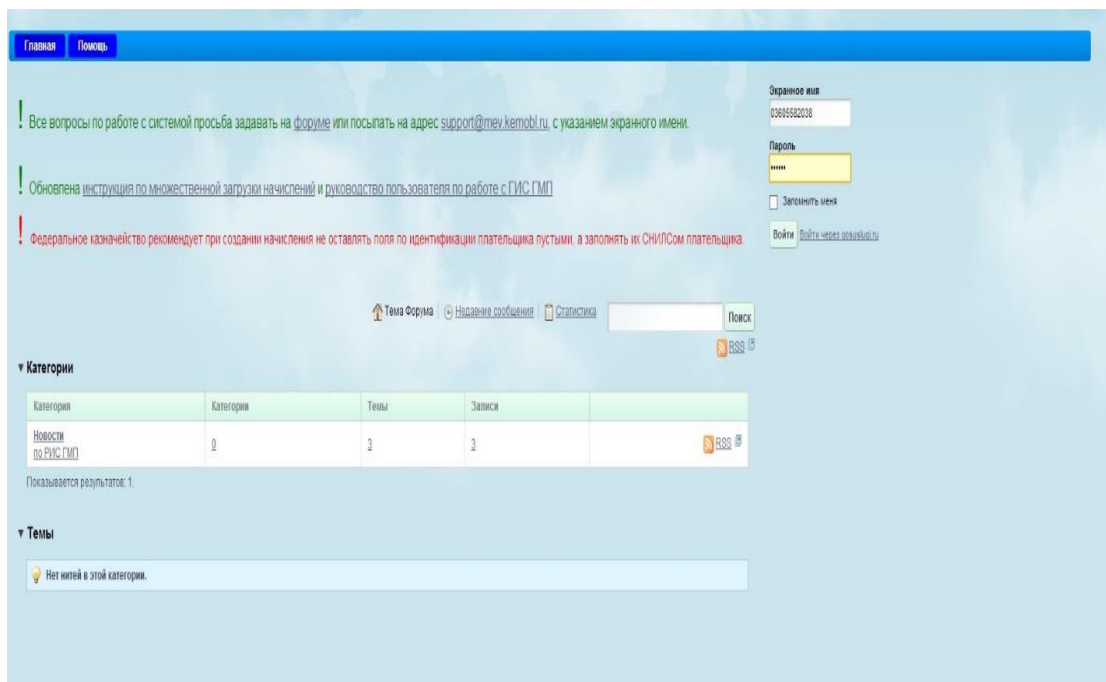 Главная Помощь
! Все вопросы по работе с системой просьба задавать на форуме или посылать на адрес support@mev.kemobl.ru, с указанием экранного имени.
! Обновлена инструкция по множественной загрузки начислений и руководство пользователя по работе с ГИС ГМП
! Федеральное казначейство рекомендует при создании начисления не оставлять поля по идентификации плательщика пустыми, а заполнять их СНИЛСом плательщика.
Экранное имя
03605582038
Пароль
••••••
Запомнить меня
Войти Войти через gosuslugi.ru
Тема Форума Недавние сообщения Статистика Поиск
RSS
Категории
Категория Категории Темы Записи
Новости
по РИС ГМП 0 3 3 RSS
Показывается результатов: 1.
Темы
Нет нитей в этой категории.